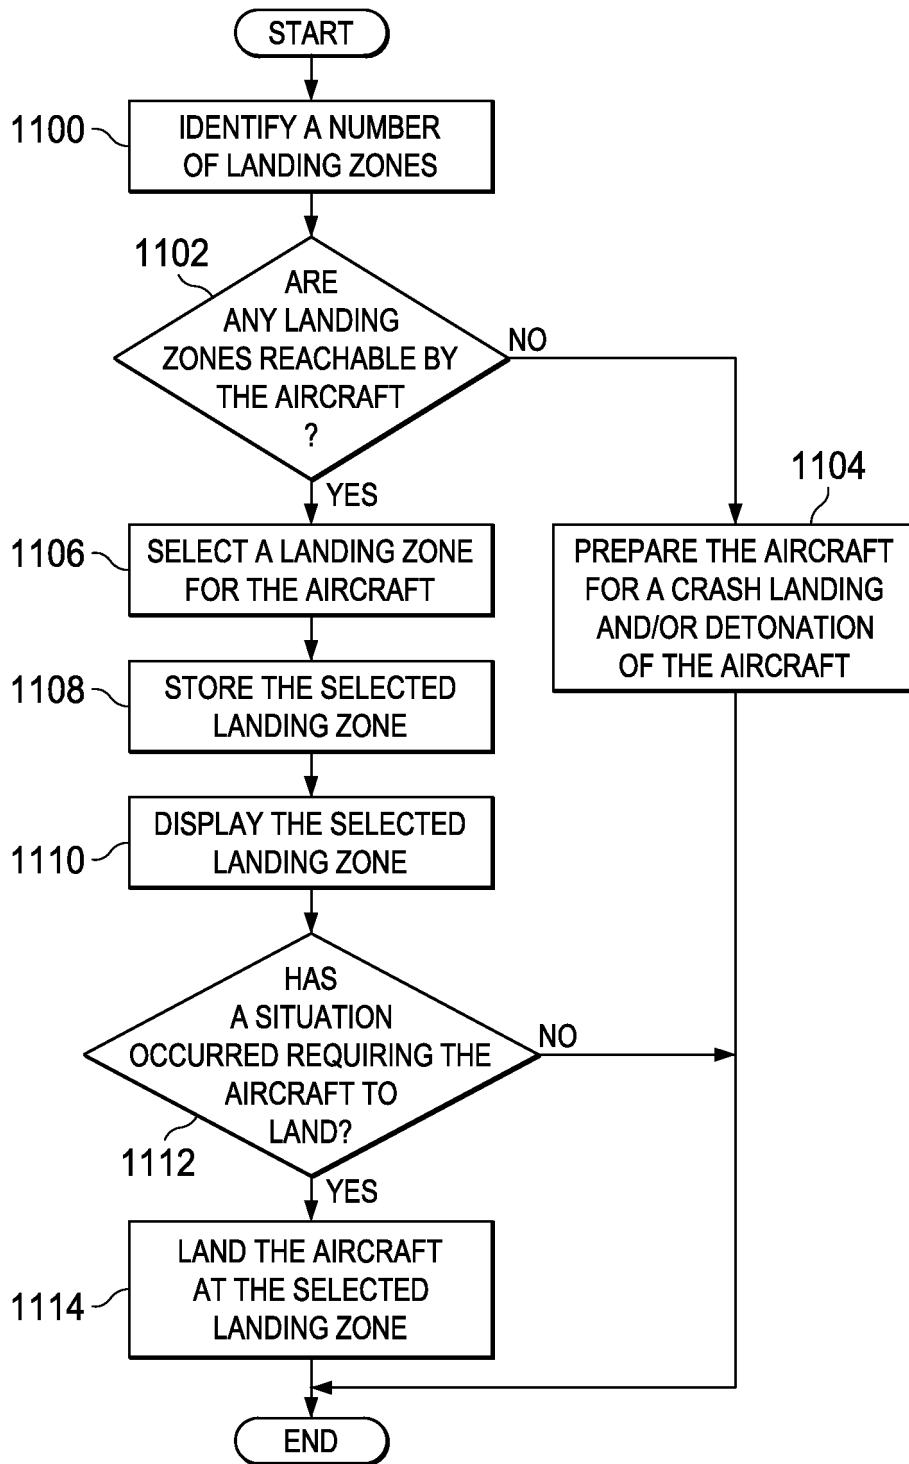 START
1100
IDENTIFY A NUMBER
OF LANDING ZONES
1102
ARE
ANY LANDING
ZONES REACHABLE BY
THE AIRCRAFT
?
NO
YES
1104
PREPARE THE AIRCRAFT
FOR A CRASH LANDING
AND/OR DETONATION
OF THE AIRCRAFT
1106
SELECT A LANDING ZONE
FOR THE AIRCRAFT
1108
STORE THE SELECTED
LANDING ZONE
1110
DISPLAY THE SELECTED
LANDING ZONE
HAS
A SITUATION
OCCURRED REQUIRING THE
AIRCRAFT TO
LAND?
NO
1112
YES
1114
LAND THE AIRCRAFT
AT THE SELECTED
LANDING ZONE
END